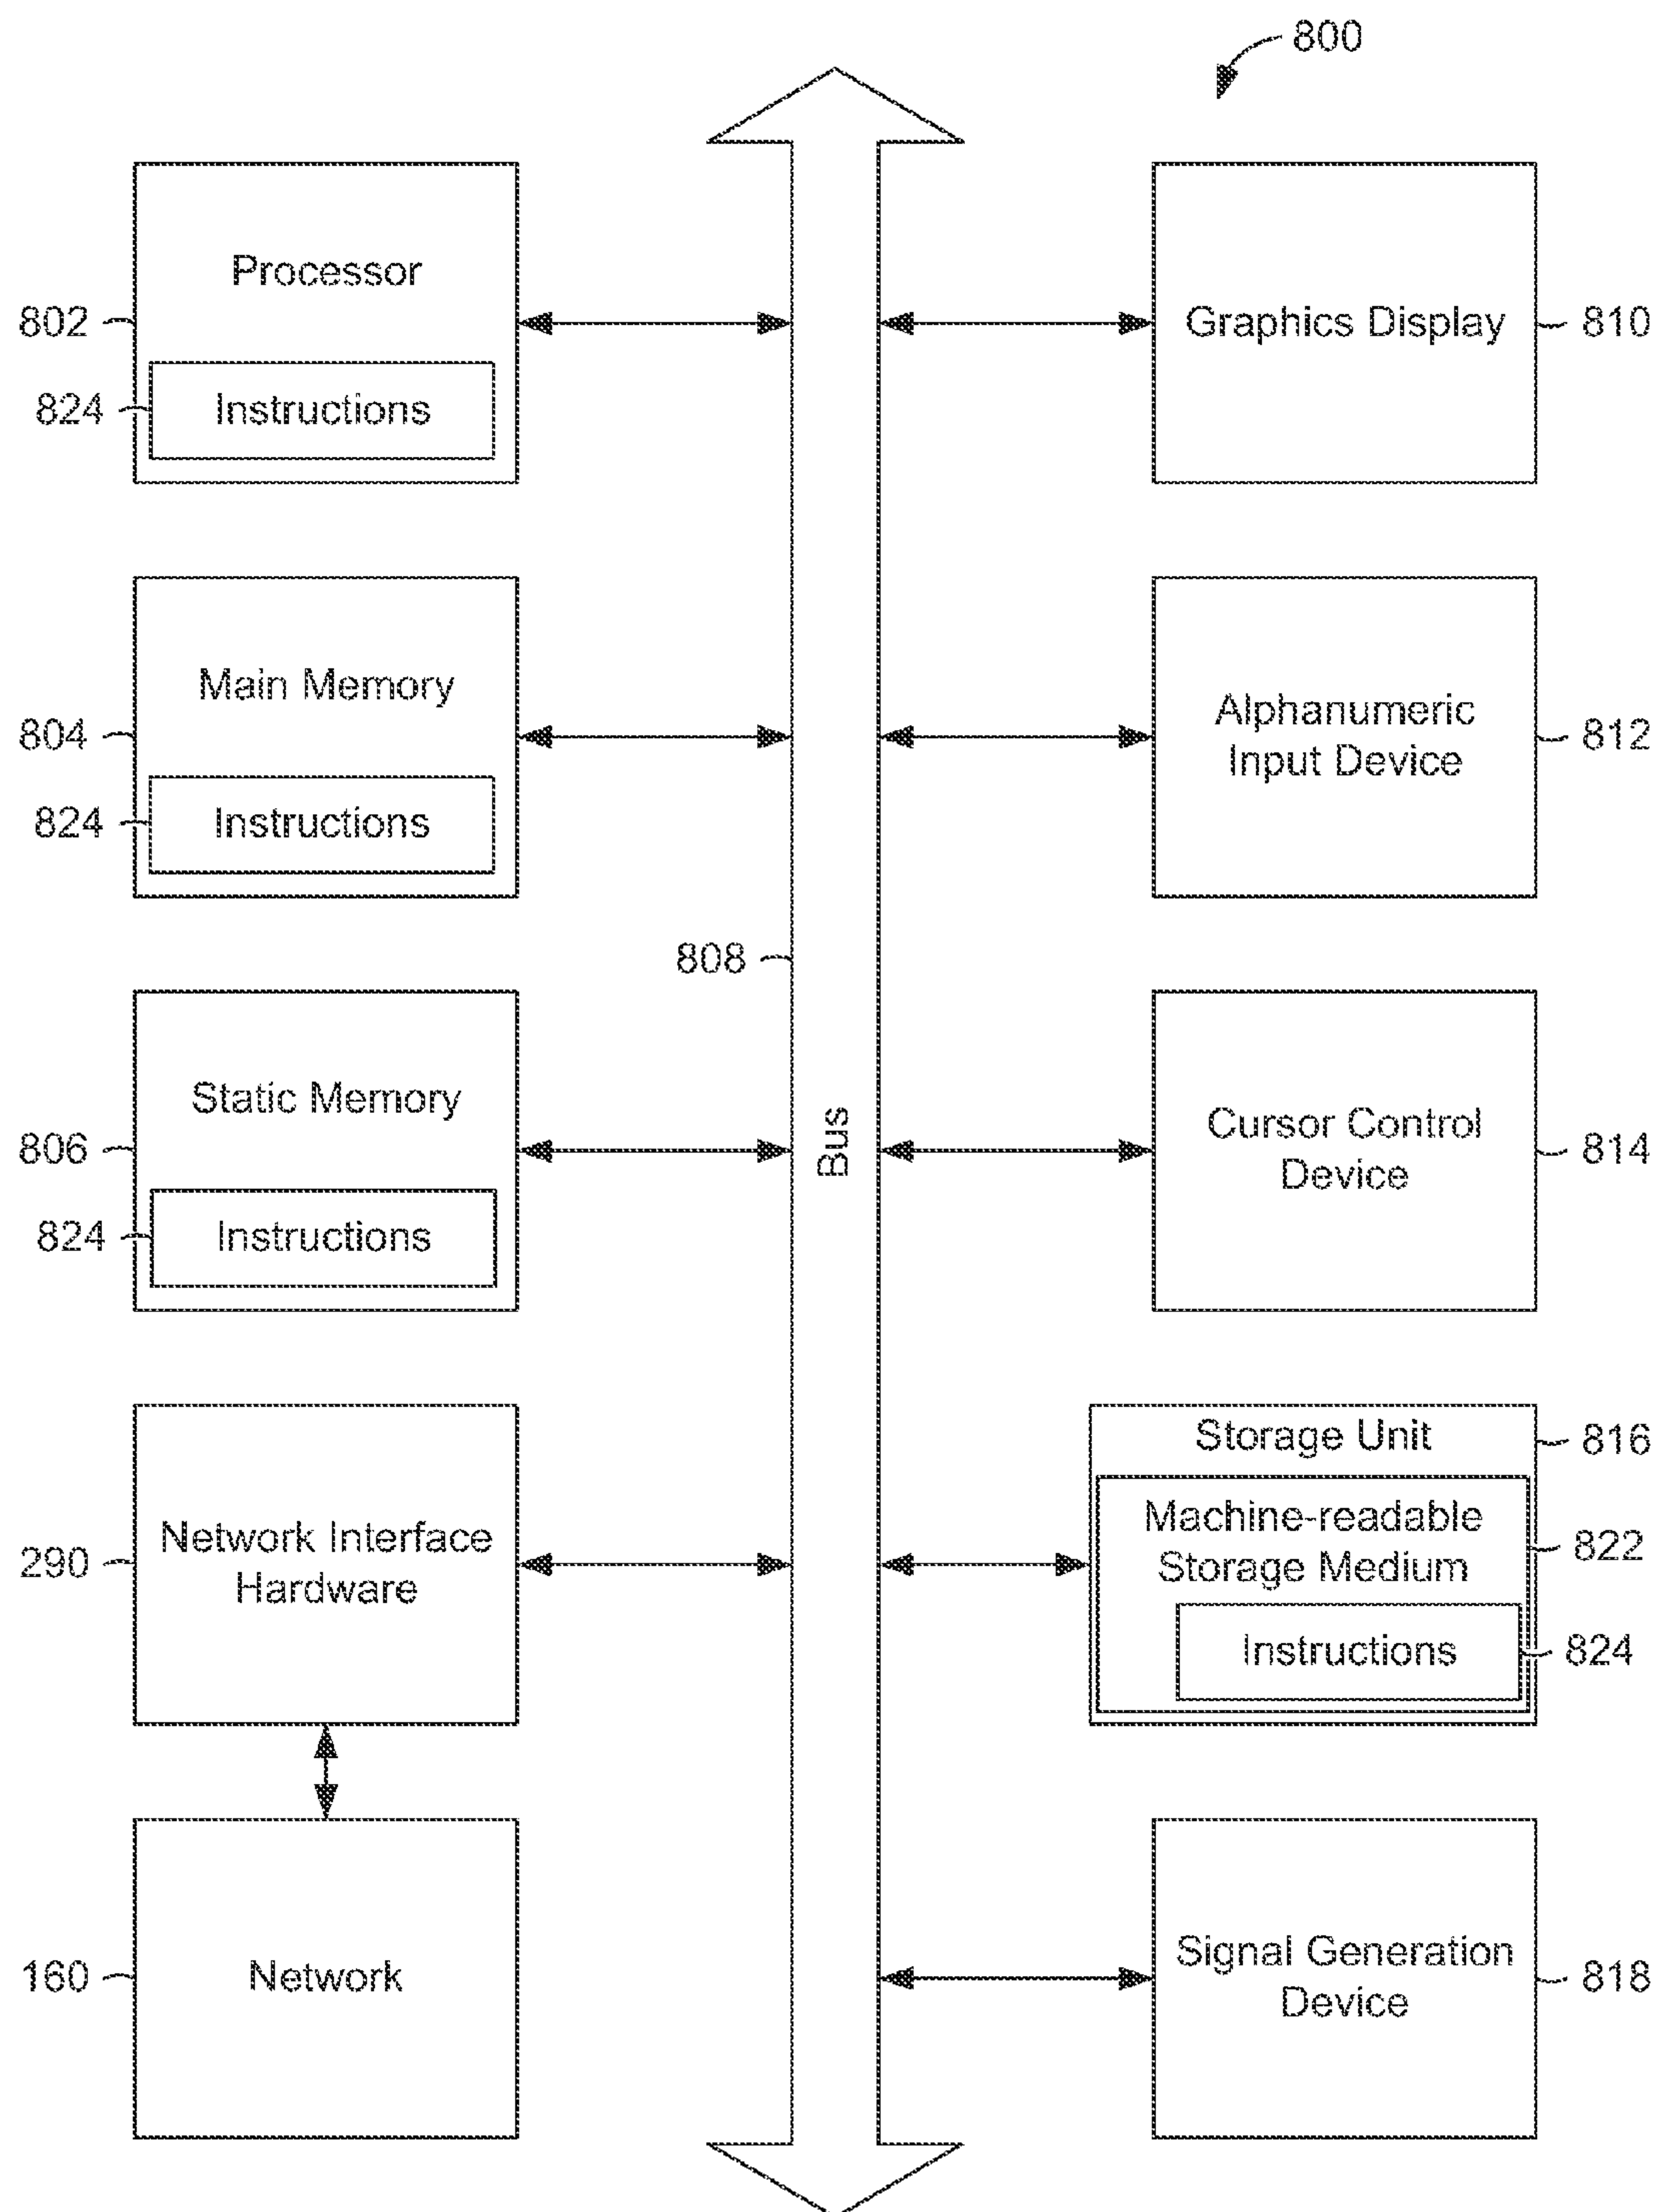 800
Processor
802
824
Instructions
Graphics Display
810
Main Memory
804
824
Instructions
Alphanumeric
Input Device
812
808
Bus
Static Memory
806
824
Instructions
Cursor Control
Device
814
Network Interface
Hardware
290
Storage Unit
816
Machine-readable
Storage Medium
822
Instructions
824
160
Network
Signal Generation
Device
818